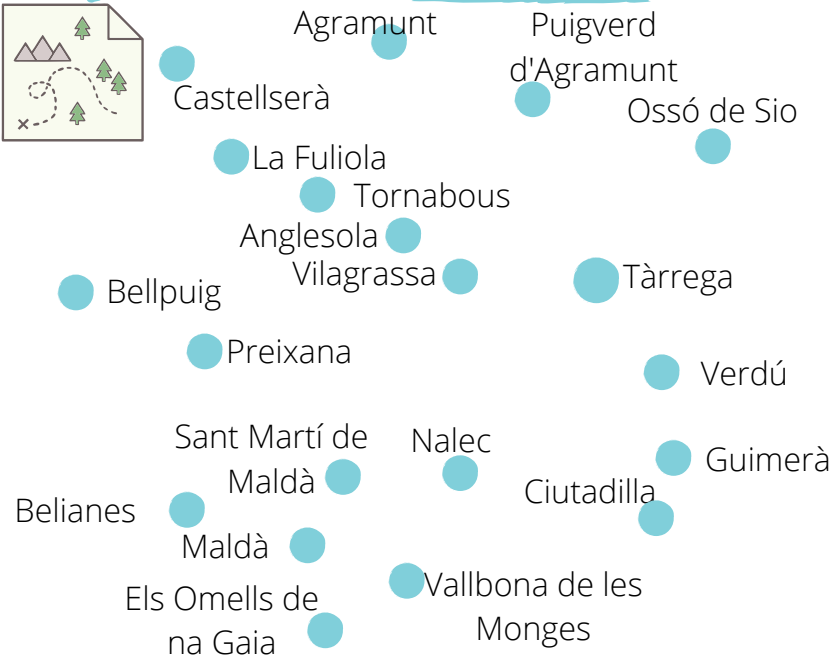 Agramunt
Puigverd
d'Agramunt
Castellserà
Ossó de Sio
La Fuliola
Tornabous
Anglesola
Vilagrassa
Tàrrega
Bellpuig
Preixana
Verdú
Sant Martí de
Maldà
Nalec
Guimerà
Ciutadilla
Belianes
Maldà
Els Omells de
na Gaia
Vallbona de les
Monges